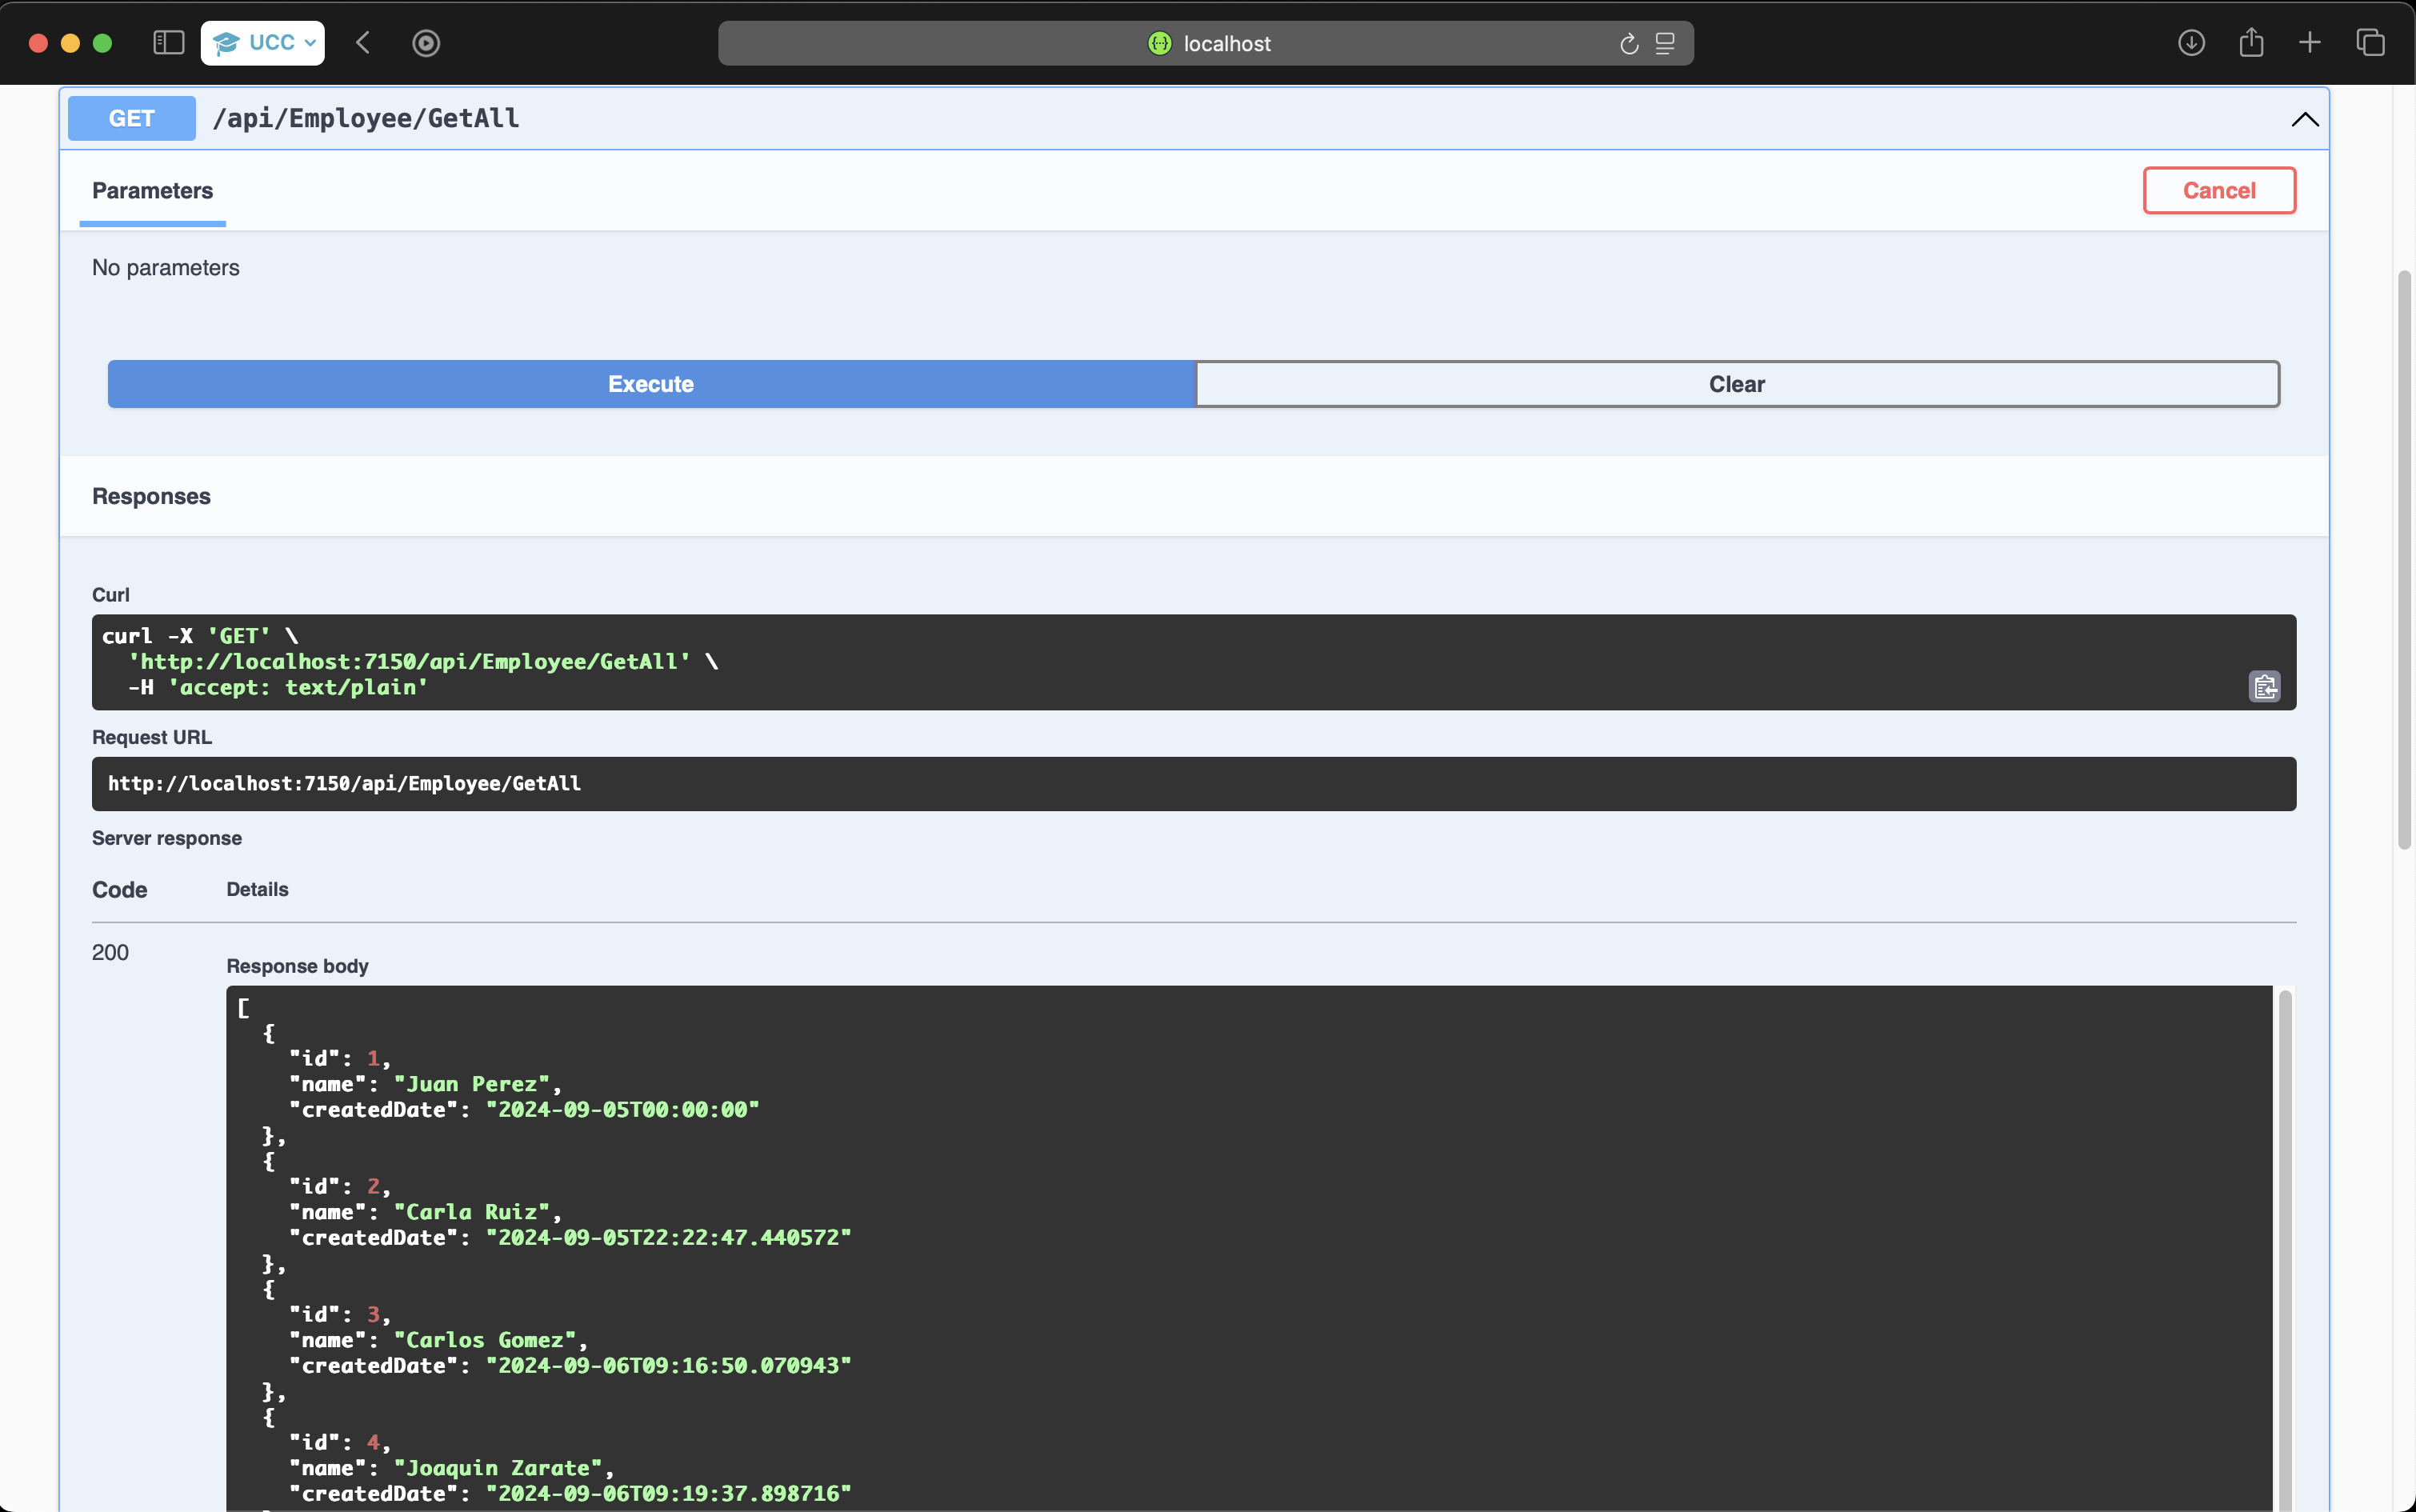 UCC
localhost
GET /api/Employee/GetAll
Parameters
Cancel
No parameters
Execute
Clear
Responses
Curl
curl -X 'GET' \
'http://localhost:7150/api/Employee/GetAll' \
-H 'accept: text/plain'
Request URL
http://localhost:7150/api/Employee/GetAll
Server response
Code Details
200
Response body
[
{
"id": 1,
"name": "Juan Perez",
"createdDate": "2024-09-05T00:00:00"
},
{
"id": 2,
"name": "Carla Ruiz",
"createdDate": "2024-09-05T22:22:47.440572"
},
{
"id": 3,
"name": "Carlos Gomez",
"createdDate": "2024-09-06T09:16:50.070943"
},
{
"id": 4,
"name": "Joaquin Zarate",
"createdDate": "2024-09-06T09:19:37.898716"